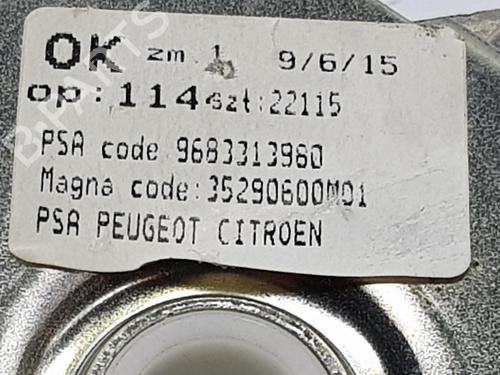 OK zm. 1 9/6/15
op:114 szt:22115
PSA code 9683313980
Magna code:35290600M01
PSA PEUGEOT CITROEN
B-PARTS